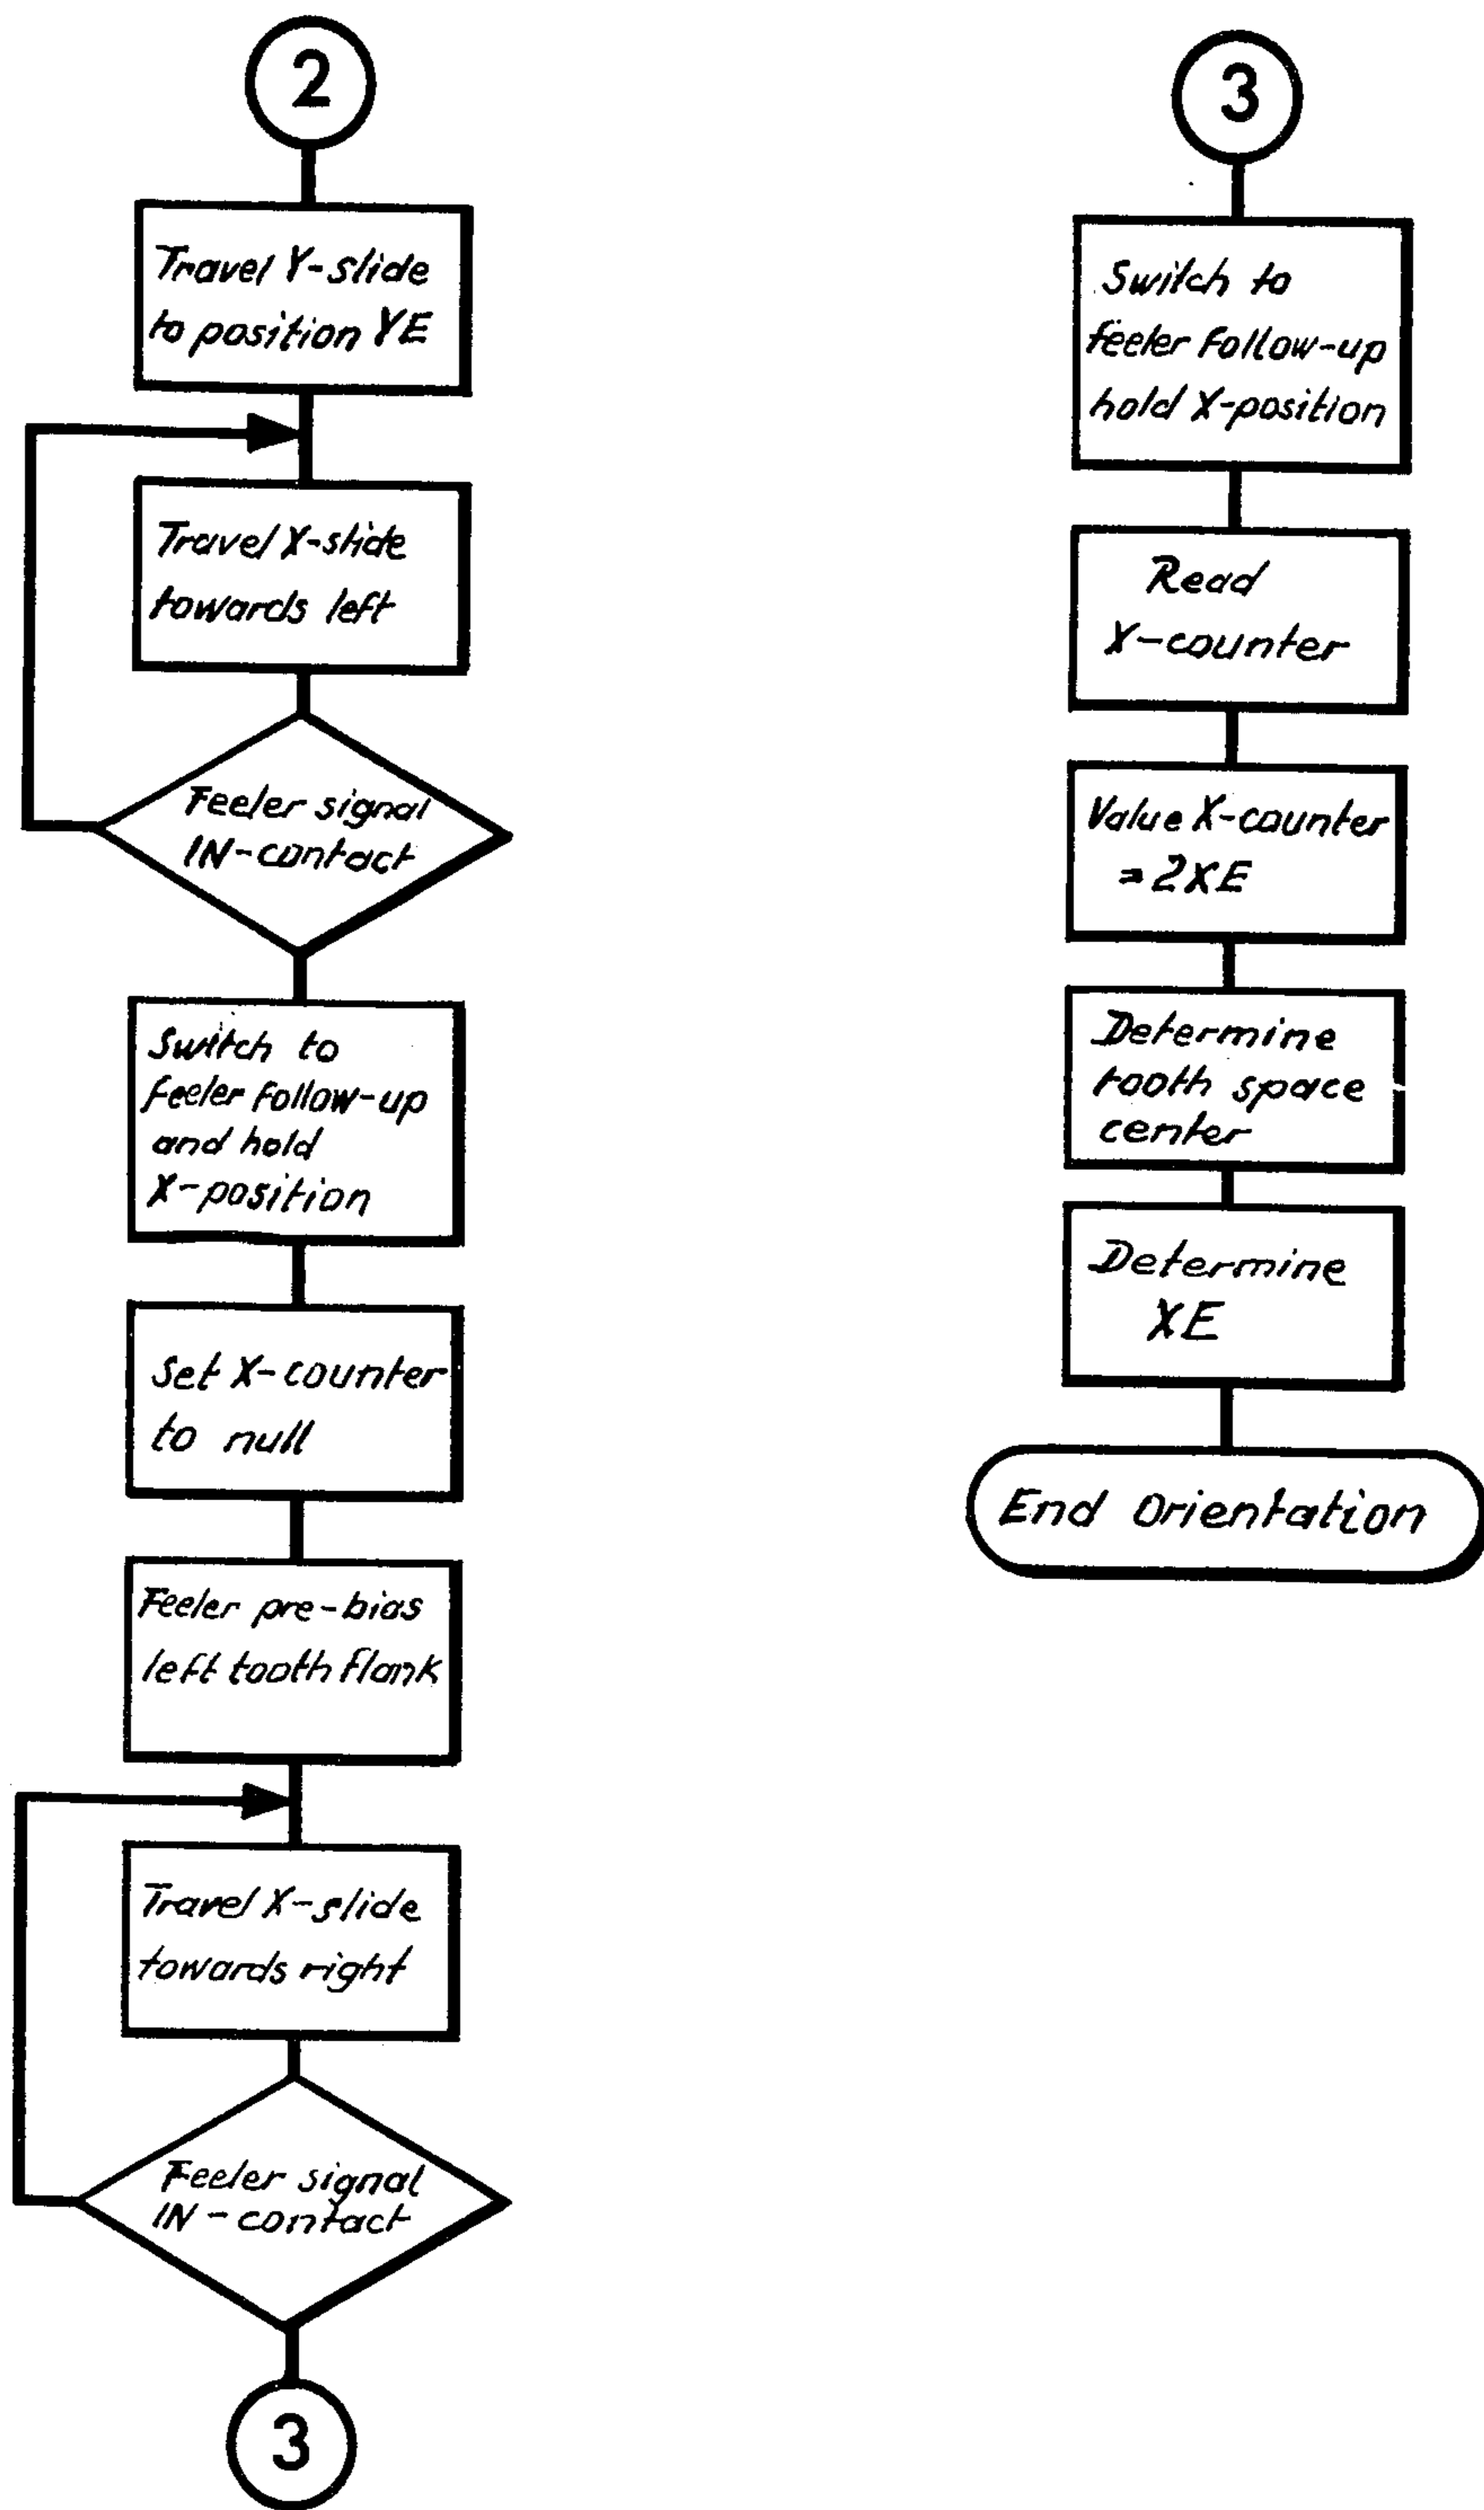 2
Travel Y-slide
to position YE
Travel X-slide
towards left
Feeler signal
IN-contact
Switch to
feeler follow-up
and hold
X-position
Set X-counter
to null
Feeler pre-bias
left tooth flank
Travel X-slide
towards right
Feeler signal
IN-contact
3
3
Switch to
feeler follow-up
hold X-position
Read
X-counter
Value X-counter
=2XE
Determine
tooth space
center
Determine
XE
End Orientation